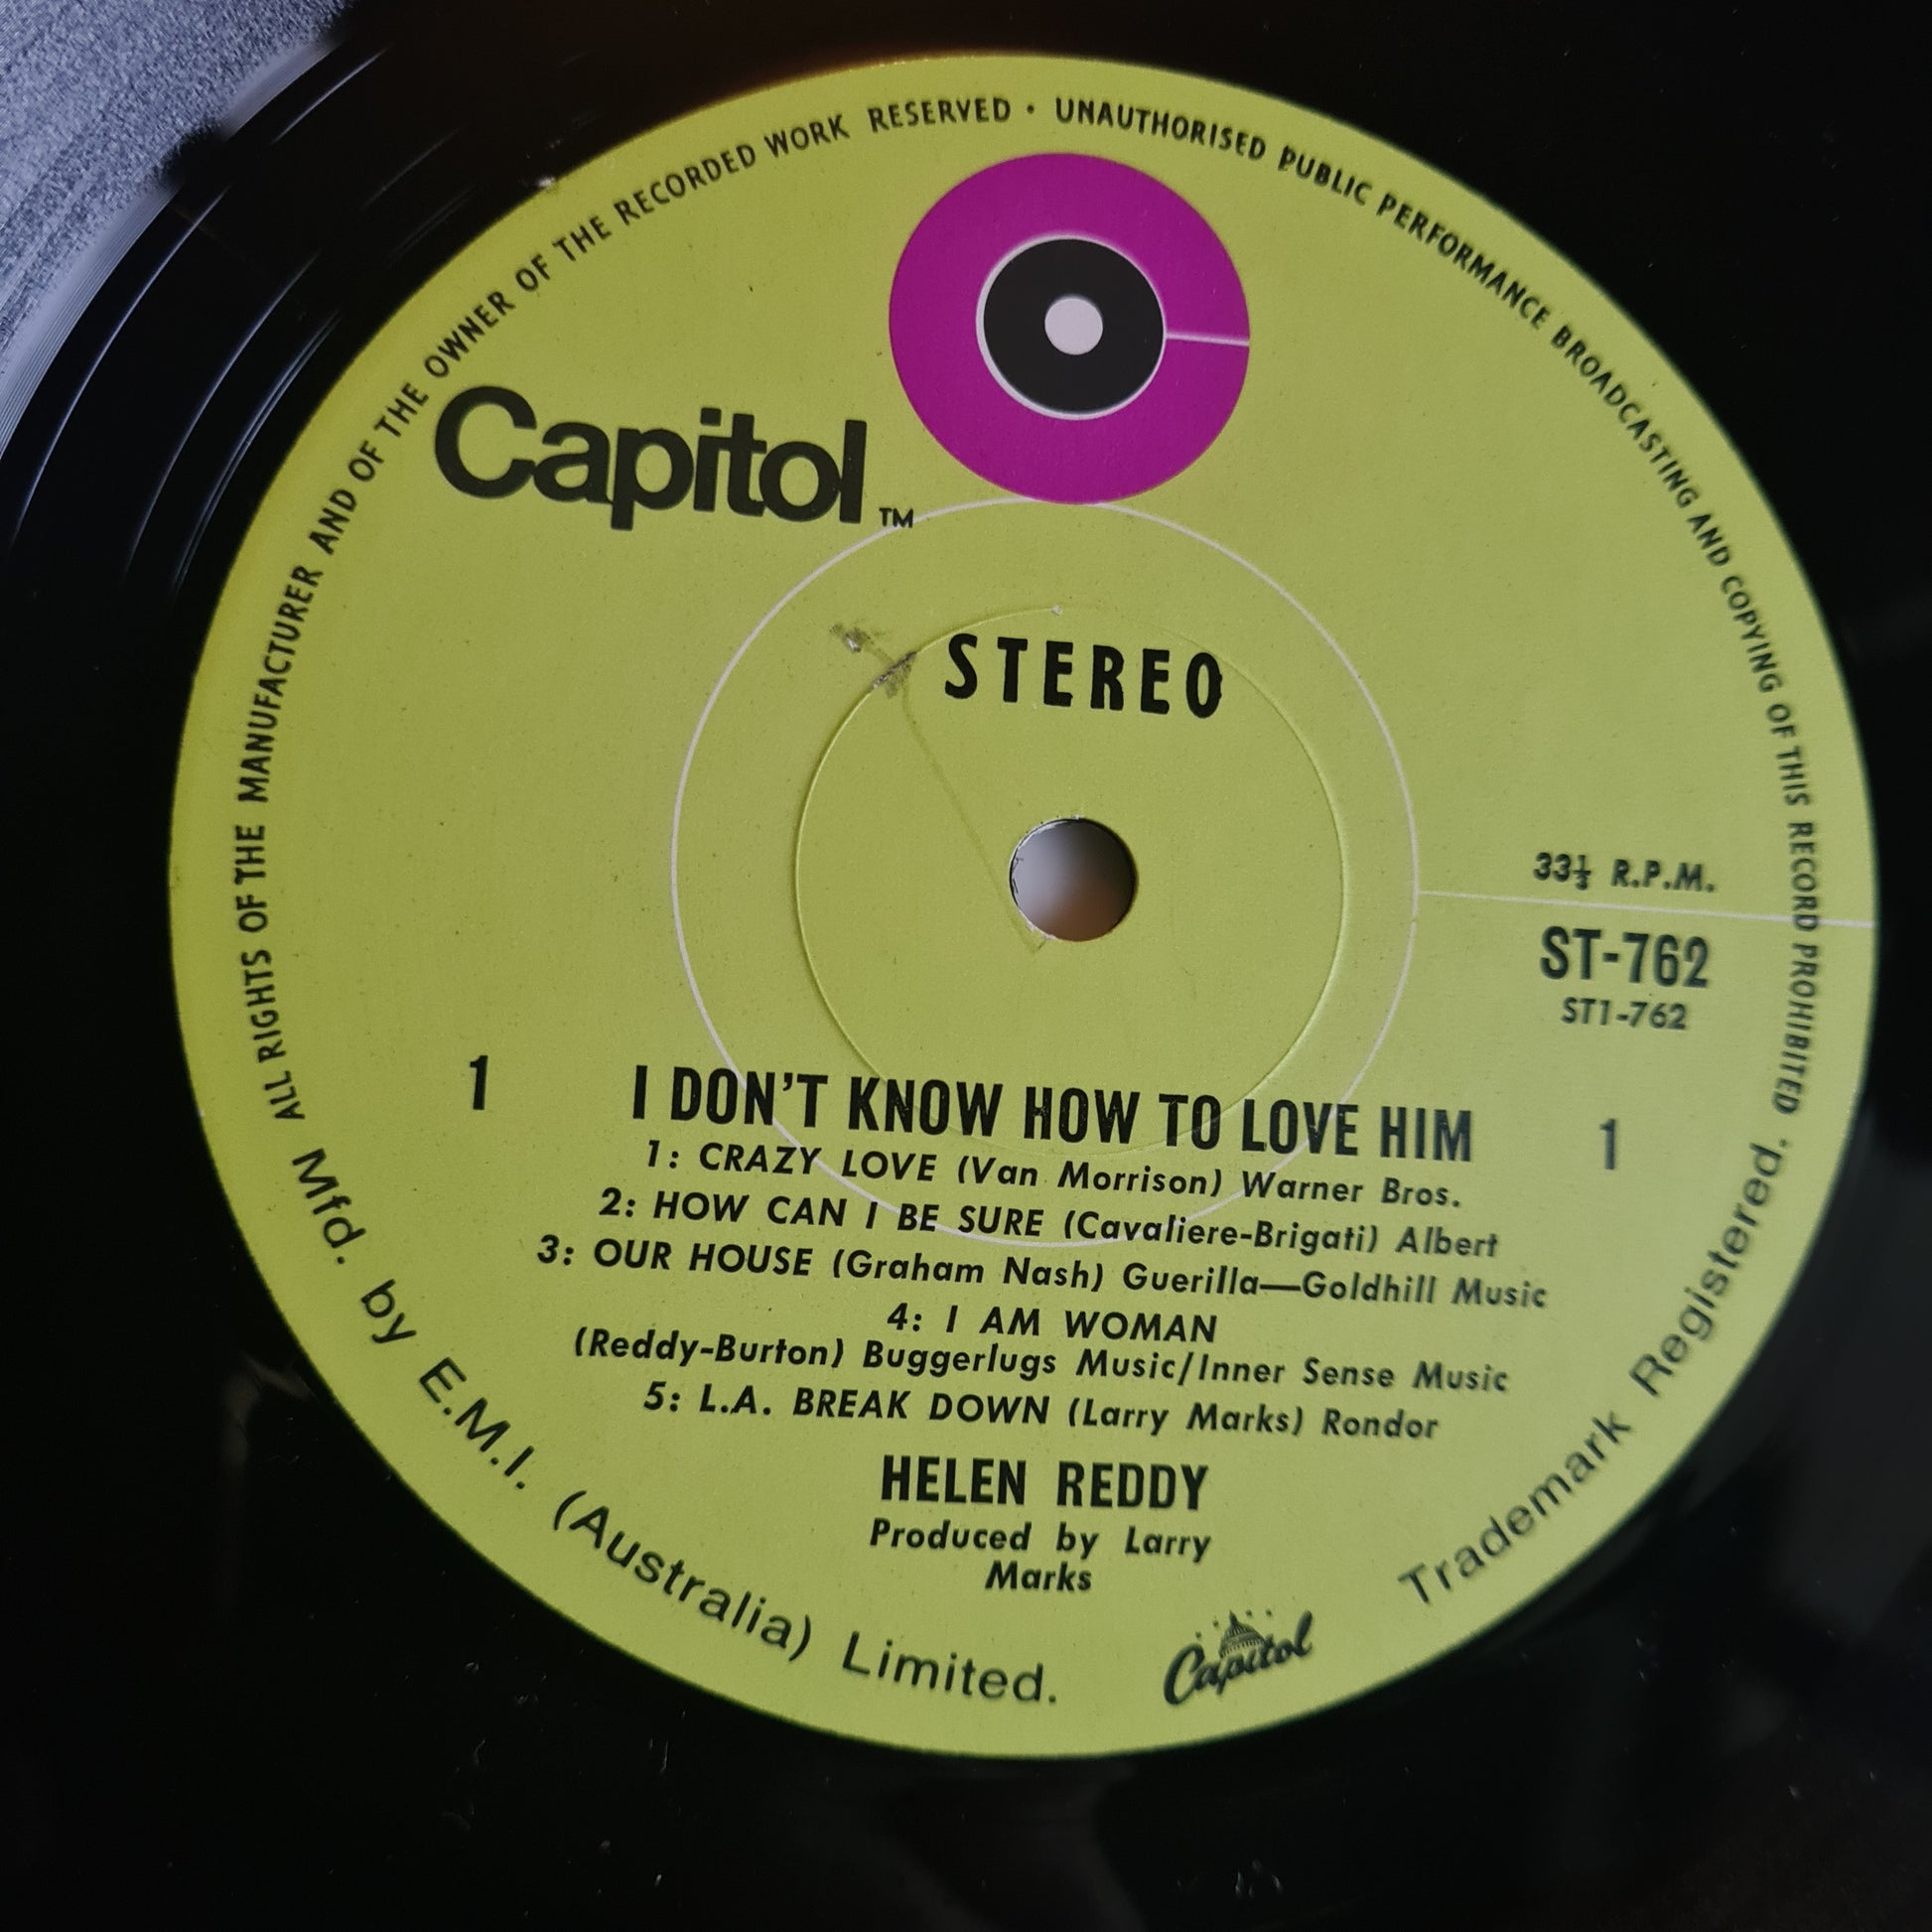 ALL RIGHTS OF THE MANUFACTURER AND OF THE OWNER OF THE RECORDED WORK RESERVED • UNAUTHORISED PUBLIC PERFORMANCE BROADCASTING AND COPYING OF THIS RECORD PROHIBITED
Capitol™
STEREO
33⅓ R.P.M.
ST-762
ST1-762
1 I DON'T KNOW HOW TO LOVE HIM 1
1: CRAZY LOVE (Van Morrison) Warner Bros.
2: HOW CAN I BE SURE (Cavaliere-Brigati) Albert
3: OUR HOUSE (Graham Nash) Guerilla—Goldhill Music
4: I AM WOMAN
(Reddy-Burton) Buggerlugs Music/Inner Sense Music
5: L.A. BREAK DOWN (Larry Marks) Rondor
HELEN REDDY
Produced by Larry
Marks
Mfd. by E.M.I. (Australia) Limited.
Capitol
Trademark Registered.